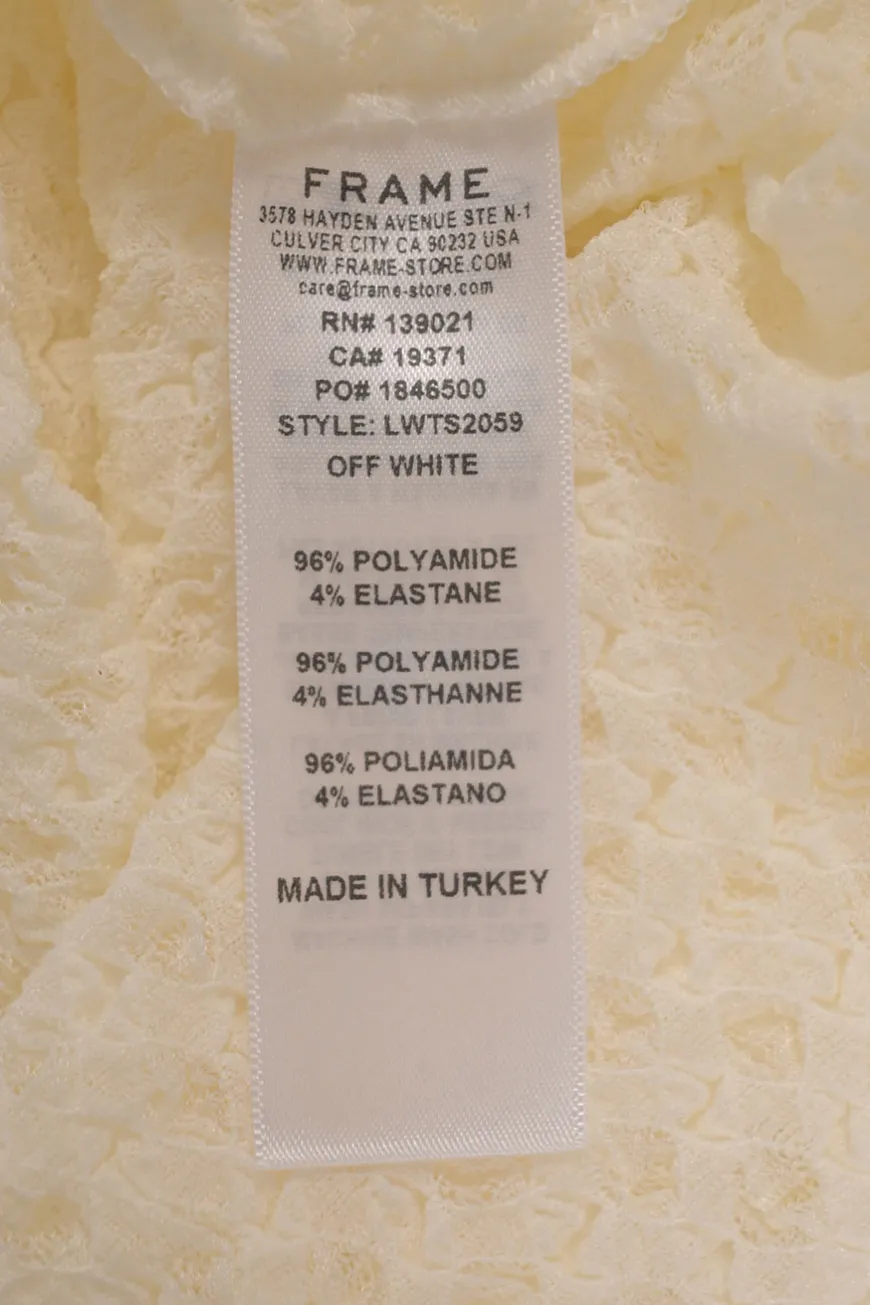 FRAME
3578 HAYDEN AVENUE STE N-1
CULVER CITY CA 90232 USA
WWW.FRAME-STORE.COM
care@frame-store.com
RN# 139021
CA# 19371
PO# 1846500
STYLE: LWTS2059
OFF WHITE
96% POLYAMIDE
4% ELASTANE
96% POLYAMIDE
4% ELASTHANNE
96% POLIAMIDA
4% ELASTANO
MADE IN TURKEY